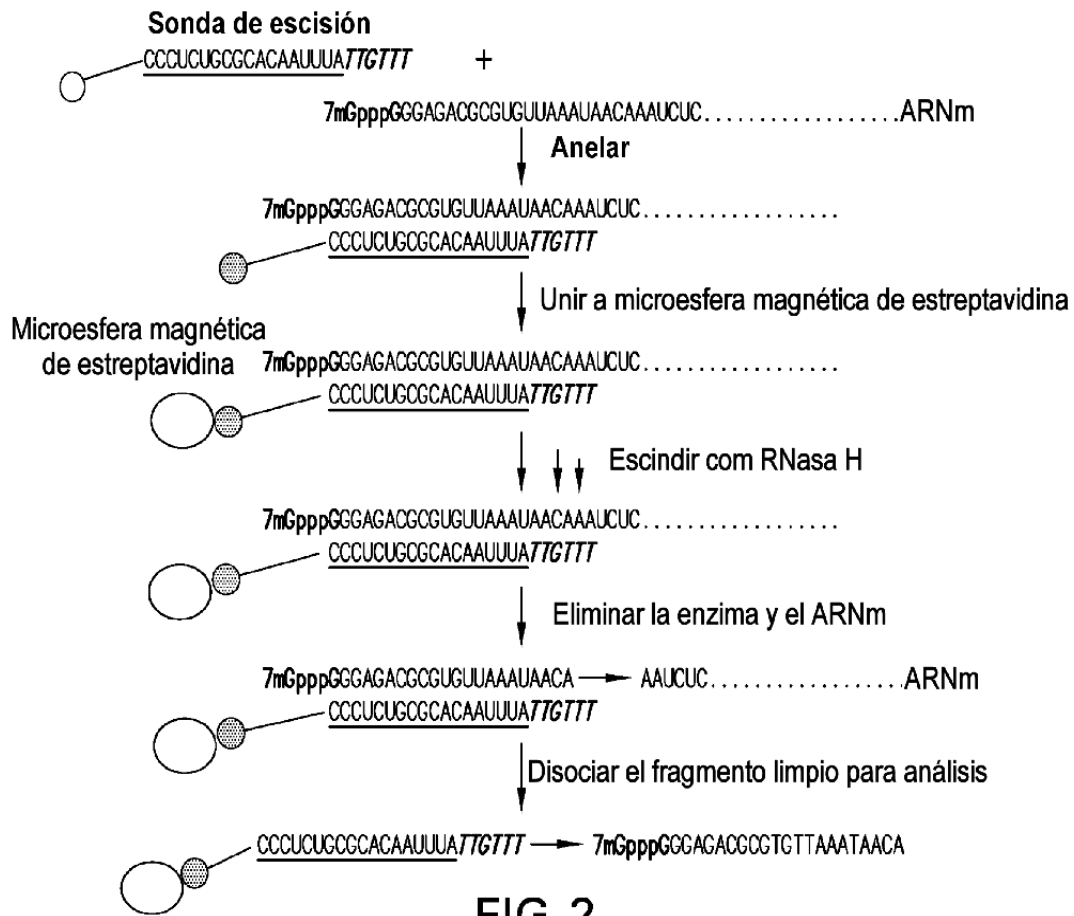 Sonda de escisión
CCCUCUGCGCACAAUUUATTGTTT +
7mGpppGGGAGACGCGUGUUAAAUAACAAAUCUC..................ARNm
Anelar
7mGpppGGGAGACGCGUGUUAAAUAACAAAUCUC..................
CCCUCUGCGCACAAUUUATTGTTT
Unir a microesfera magnética de estreptavidina
Microesfera magnética
de estreptavidina
7mGpppGGGAGACGCGUGUUAAAUAACAAAUCUC..................
CCCUCUGCGCACAAUUUATTGTTT
Escindir com RNasa H
7mGpppGGGAGACGCGUGUUAAAUAACAAAUCUC..................
CCCUCUGCGCACAAUUUATTGTTT
Eliminar la enzima y el ARNm
7mGpppGGGAGACGCGUGUUAAAUAACA → AAUCUC..................ARNm
CCCUCUGCGCACAAUUUATTGTTT
Disociar el fragmento limpio para análisis
CCCUCUGCGCACAAUUUATTGTTT → 7mGpppGGGAGACGCGTGTTAAATAACA
FIG. 2